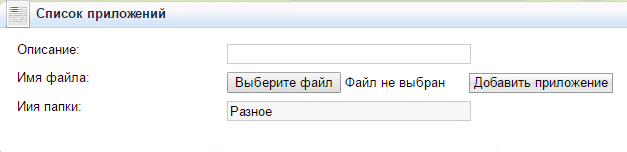 Список приложений
Описание:
Имя файла: Выберите файл Файл не выбран Добавить приложение
Иия папки: Разное